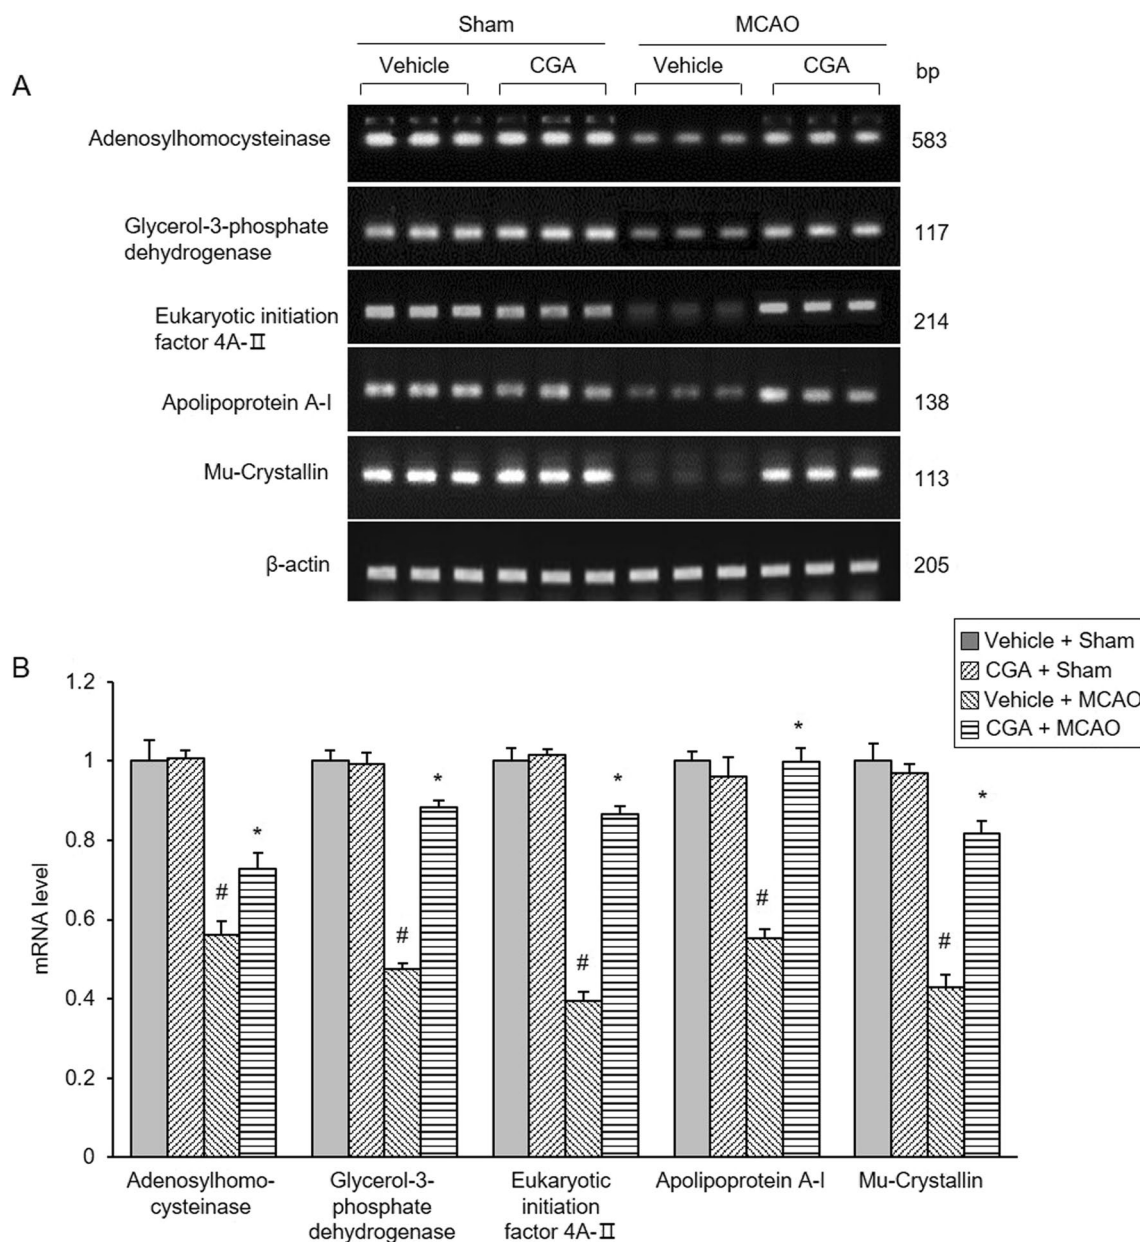 Sham MCAO
Vehicle CGA Vehicle CGA bp
A
Adenosylhomocysteinase 583
Glycerol-3-phosphate
dehydrogenase 117
Eukaryotic initiation
factor 4A-Ⅱ 214
Apolipoprotein A-I 138
Mu-Crystallin 113
β-actin 205
B
Vehicle + Sham
CGA + Sham
Vehicle + MCAO
CGA + MCAO
mRNA level
1.2
1
0.8
0.6
0.4
0.2
0
# * # * # * # * # *
Adenosylhomo-
cysteinase
Glycerol-3-
phosphate
dehydrogenase
Eukaryotic
initiation
factor 4A-Ⅱ
Apolipoprotein A-I
Mu-Crystallin